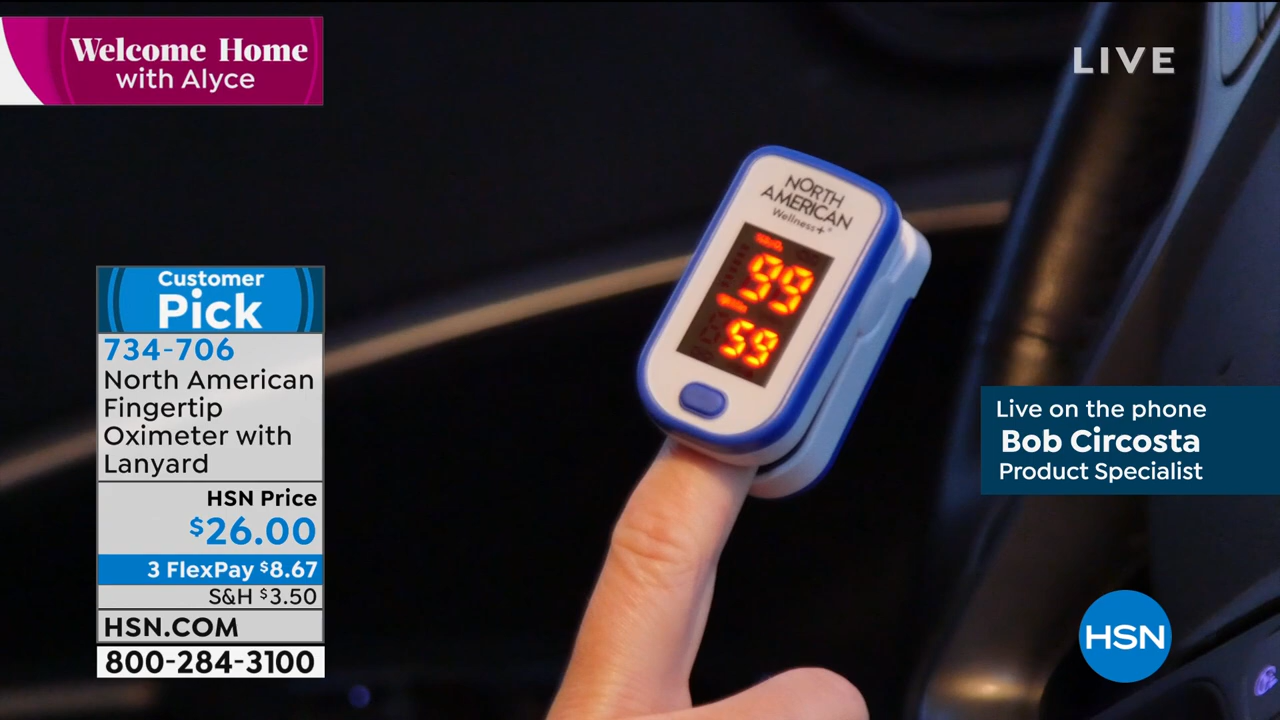 Welcome Home
with Alyce
LIVE
NORTH
AMERICAN
Wellness+
99
59
Customer
Pick
734-706
North American
Fingertip
Oximeter with
Lanyard
HSN Price
$26.00
3 FlexPay $8.67
S&H $3.50
HSN.COM
800-284-3100
Live on the phone
Bob Circosta
Product Specialist
HSN